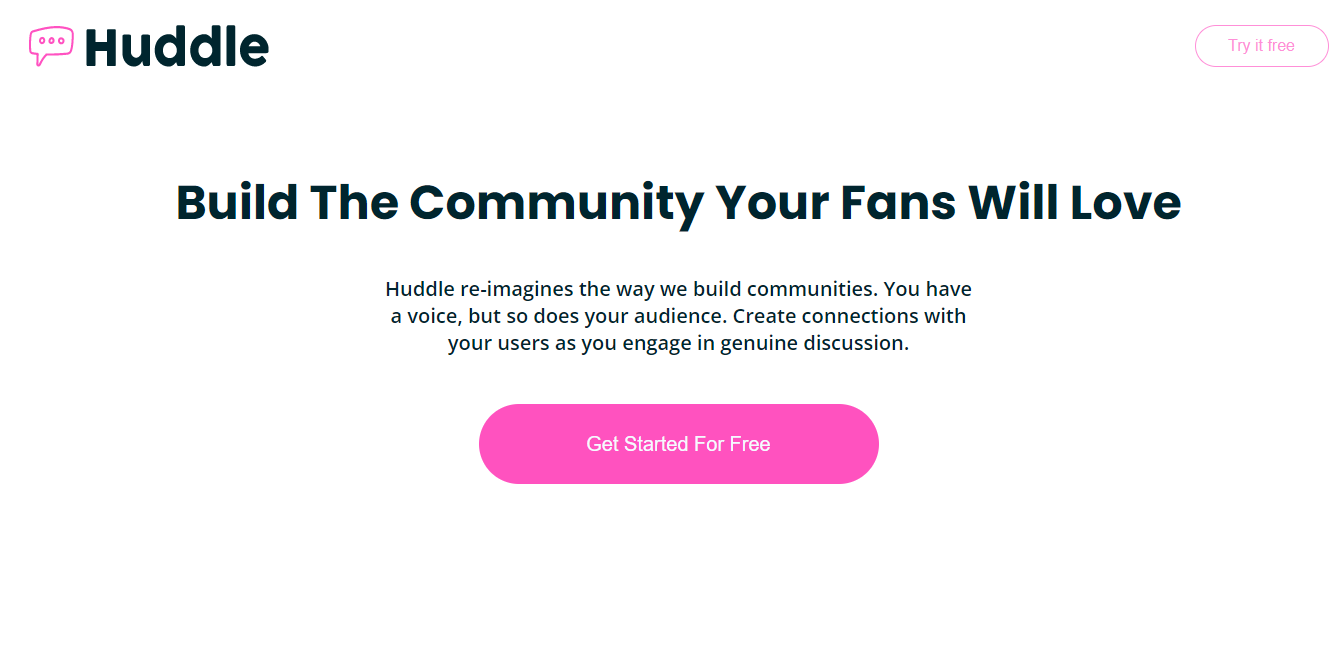 Huddle
Try it free
Build The Community Your Fans Will Love
Huddle re-imagines the way we build communities. You have
a voice, but so does your audience. Create connections with
your users as you engage in genuine discussion.
Get Started For Free